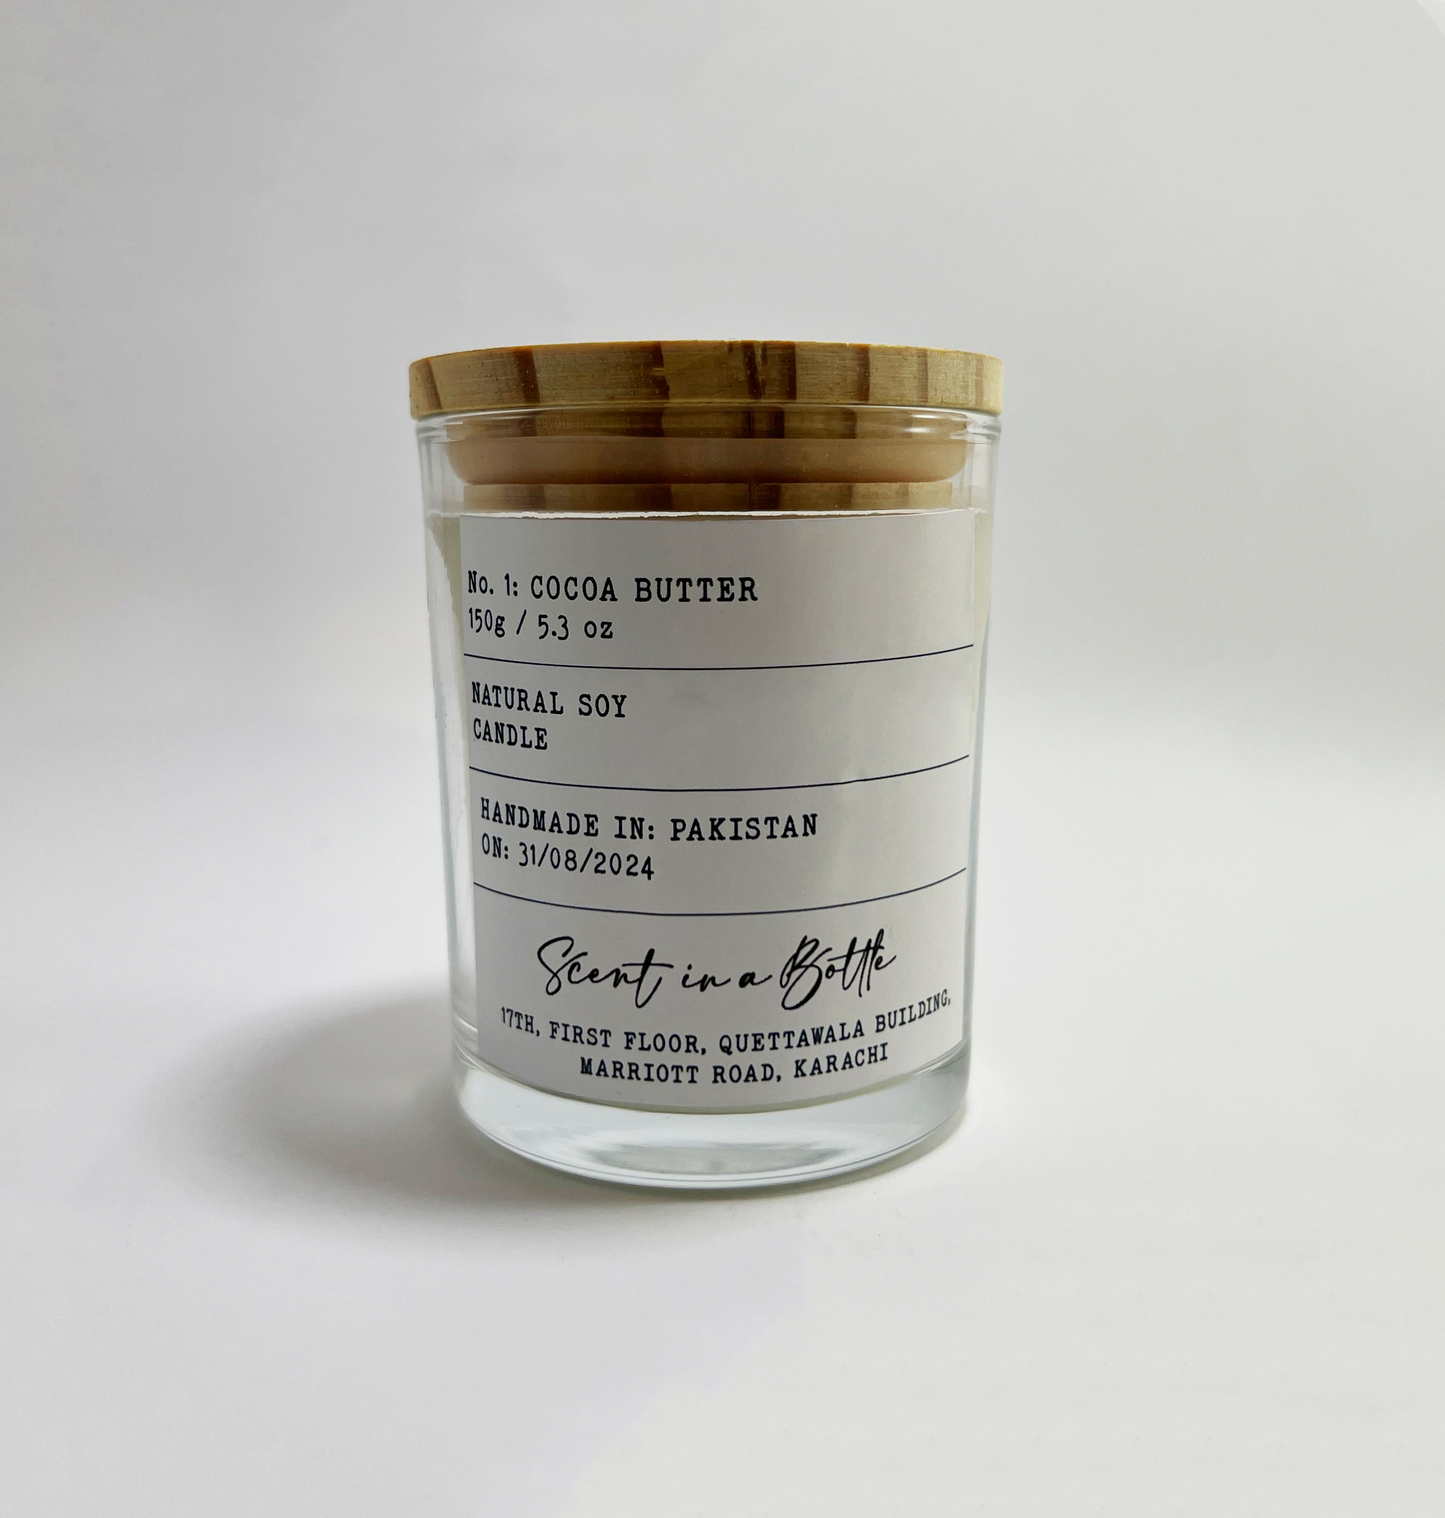 No. 1: COCOA BUTTER
150g / 5.3 oz
NATURAL SOY
CANDLE
HANDMADE IN: PAKISTAN
ON: 31/08/2024
Scent in a Bottle
17TH, FIRST FLOOR, QUETTAWALA BUILDING,
MARRIOTT ROAD, KARACHI